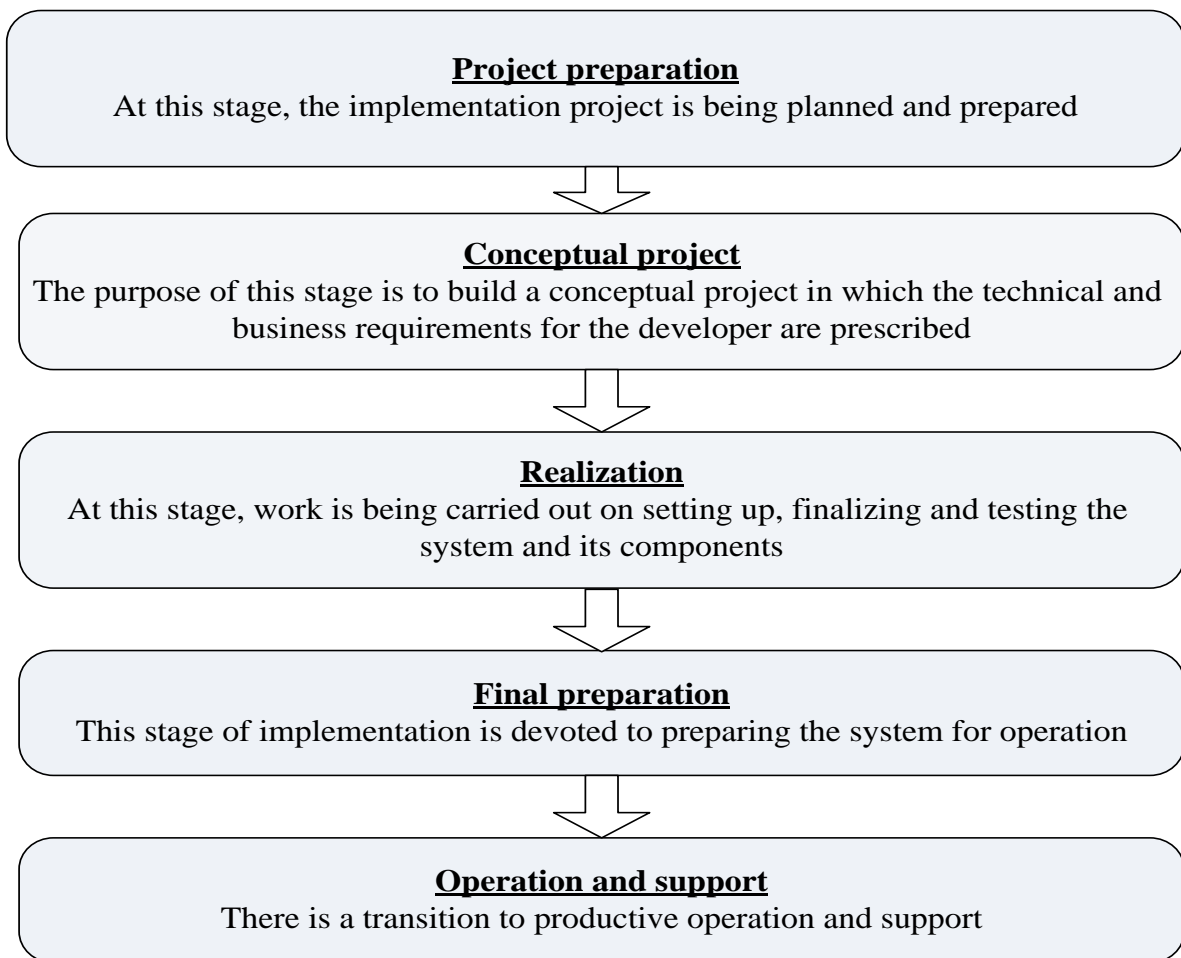 Project preparation
At this stage, the implementation project is being planned and prepared
Conceptual project
The purpose of this stage is to build a conceptual project in which the technical and
business requirements for the developer are prescribed
Realization
At this stage, work is being carried out on setting up, finalizing and testing the
system and its components
Final preparation
This stage of implementation is devoted to preparing the system for operation
Operation and support
There is a transition to productive operation and support